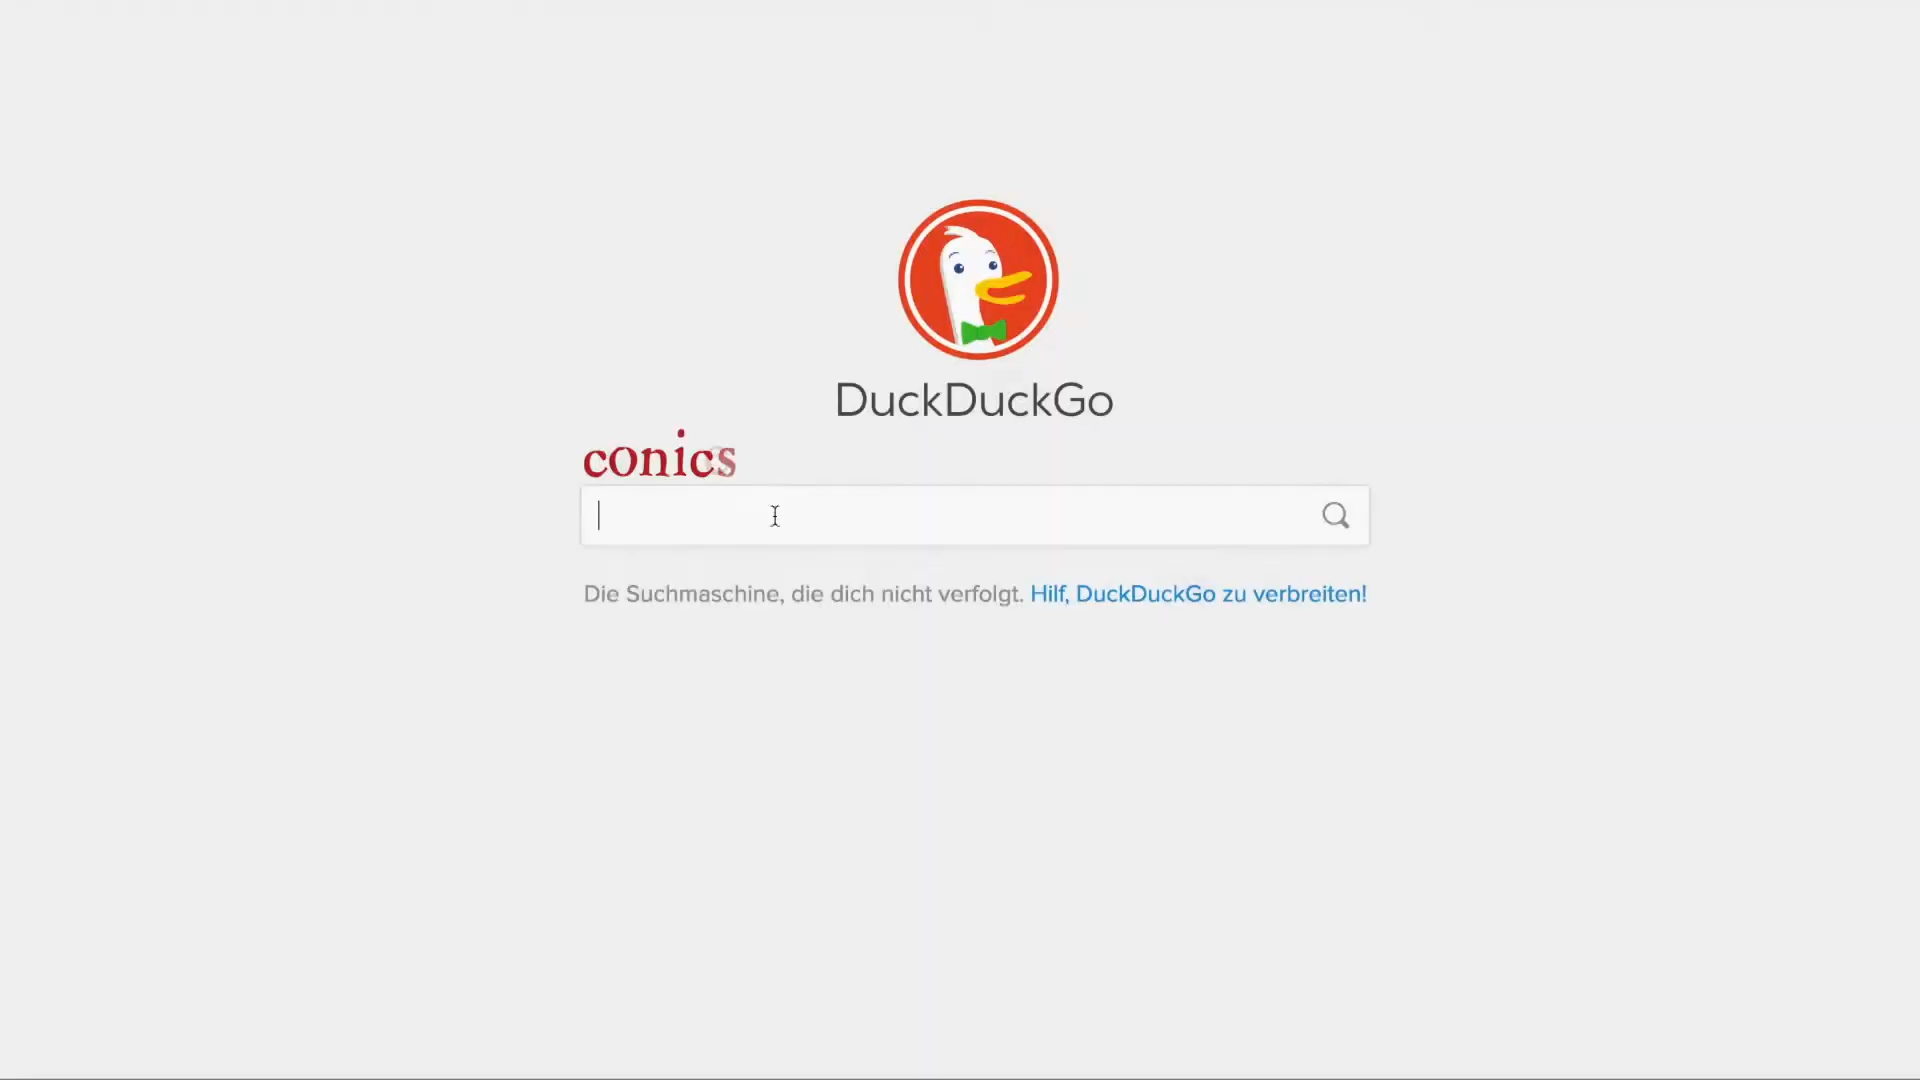 DuckDuckGo
conics
Die Suchmaschine, die dich nicht verfolgt. Hilf, DuckDuckGo zu verbreiten!